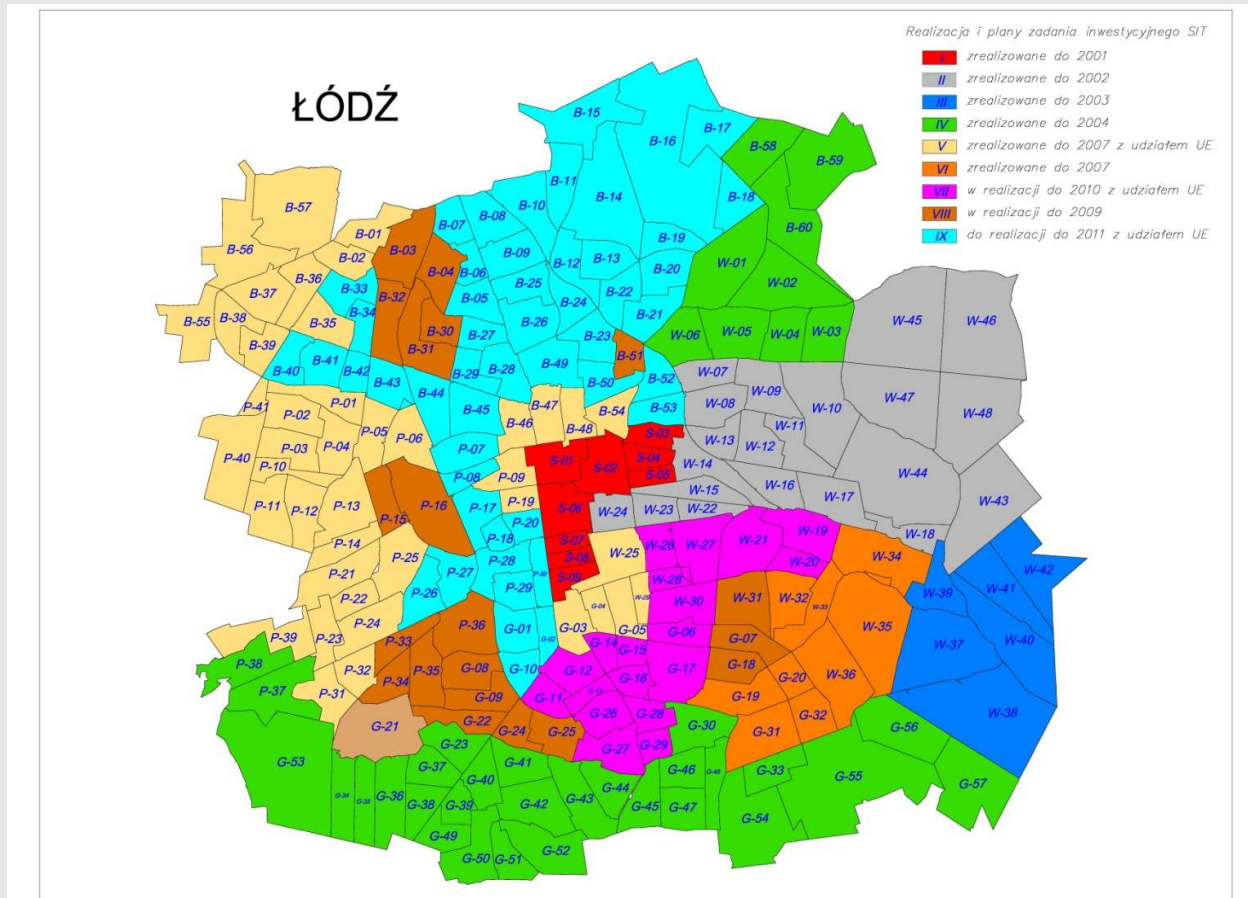 Realizacja i plany zadania inwestycyjnego SIT
I zrealizowane do 2001
II zrealizowane do 2002
III zrealizowane do 2003
IV zrealizowane do 2004
V zrealizowane do 2007 z udziałem UE
VI zrealizowane do 2007
VII w realizacji do 2010 z udziałem UE
VIII w realizacji do 2009
IX do realizacji do 2011 z udziałem UE
ŁÓDŹ
B-15
B-16 B-17
B-58
B-59
B-11
B-14
B-18
B-57
B-01
B-07 B-08 B-10
B-60
B-56
B-02
B-03
B-09
B-19
B-04
B-06
B-12 B-13
B-20
W-01
W-02
B-36
B-33
B-32
B-05
B-25
B-24
B-22
B-37
B-34
B-21
B-55 B-38
B-35
B-30
B-27
B-26
B-23
W-06 W-05 W-04 W-03
W-45 W-46
B-39
B-31
B-51
B-40 B-41 B-42 B-43
B-29 B-28
B-49
B-50
B-52
W-07
W-09
B-44
B-45
B-46 B-47
B-48
B-54
B-53
W-08
W-10
W-47
W-48
P-41
P-02 P-01
P-05 P-06
S-03
W-13 W-12 W-11
P-40
P-03 P-04
P-07
S-01 S-02
S-04
S-05
W-14
W-44
P-10
P-08 P-09
W-16
W-15
W-17
W-43
P-11 P-12 P-13
P-15 P-16
P-17 P-19
S-06
W-24 W-23 W-22
W-18
P-14
P-18 P-20
S-07
S-08
S-09
W-25
W-26 W-27 W-21 W-19
W-20
W-34
P-21
P-25
P-26 P-27
P-28
P-29
P-30
W-28
W-42
W-41
W-39
P-22
P-24
P-23
P-39
P-36
G-01
G-02
G-03
G-04
G-05
W-29
W-30
W-31 W-32 W-33
W-35
W-40
W-37
P-38
P-37
P-32
P-31
P-33
P-34
P-35
G-08
G-09
G-10
G-14
G-15
G-06
G-07
G-12
G-13
G-16 G-17
G-18
G-11
G-19 G-20
W-36
W-38
G-21
G-22
G-24 G-25
G-26
G-28
G-27 G-29
G-30
G-31
G-32
G-56
G-53
G-34 G-35 G-36
G-23
G-37
G-38
G-40
G-39
G-41
G-42
G-43
G-44
G-45
G-46
G-47
G-48
G-33
G-54
G-55
G-57
G-49
G-50 G-51
G-52